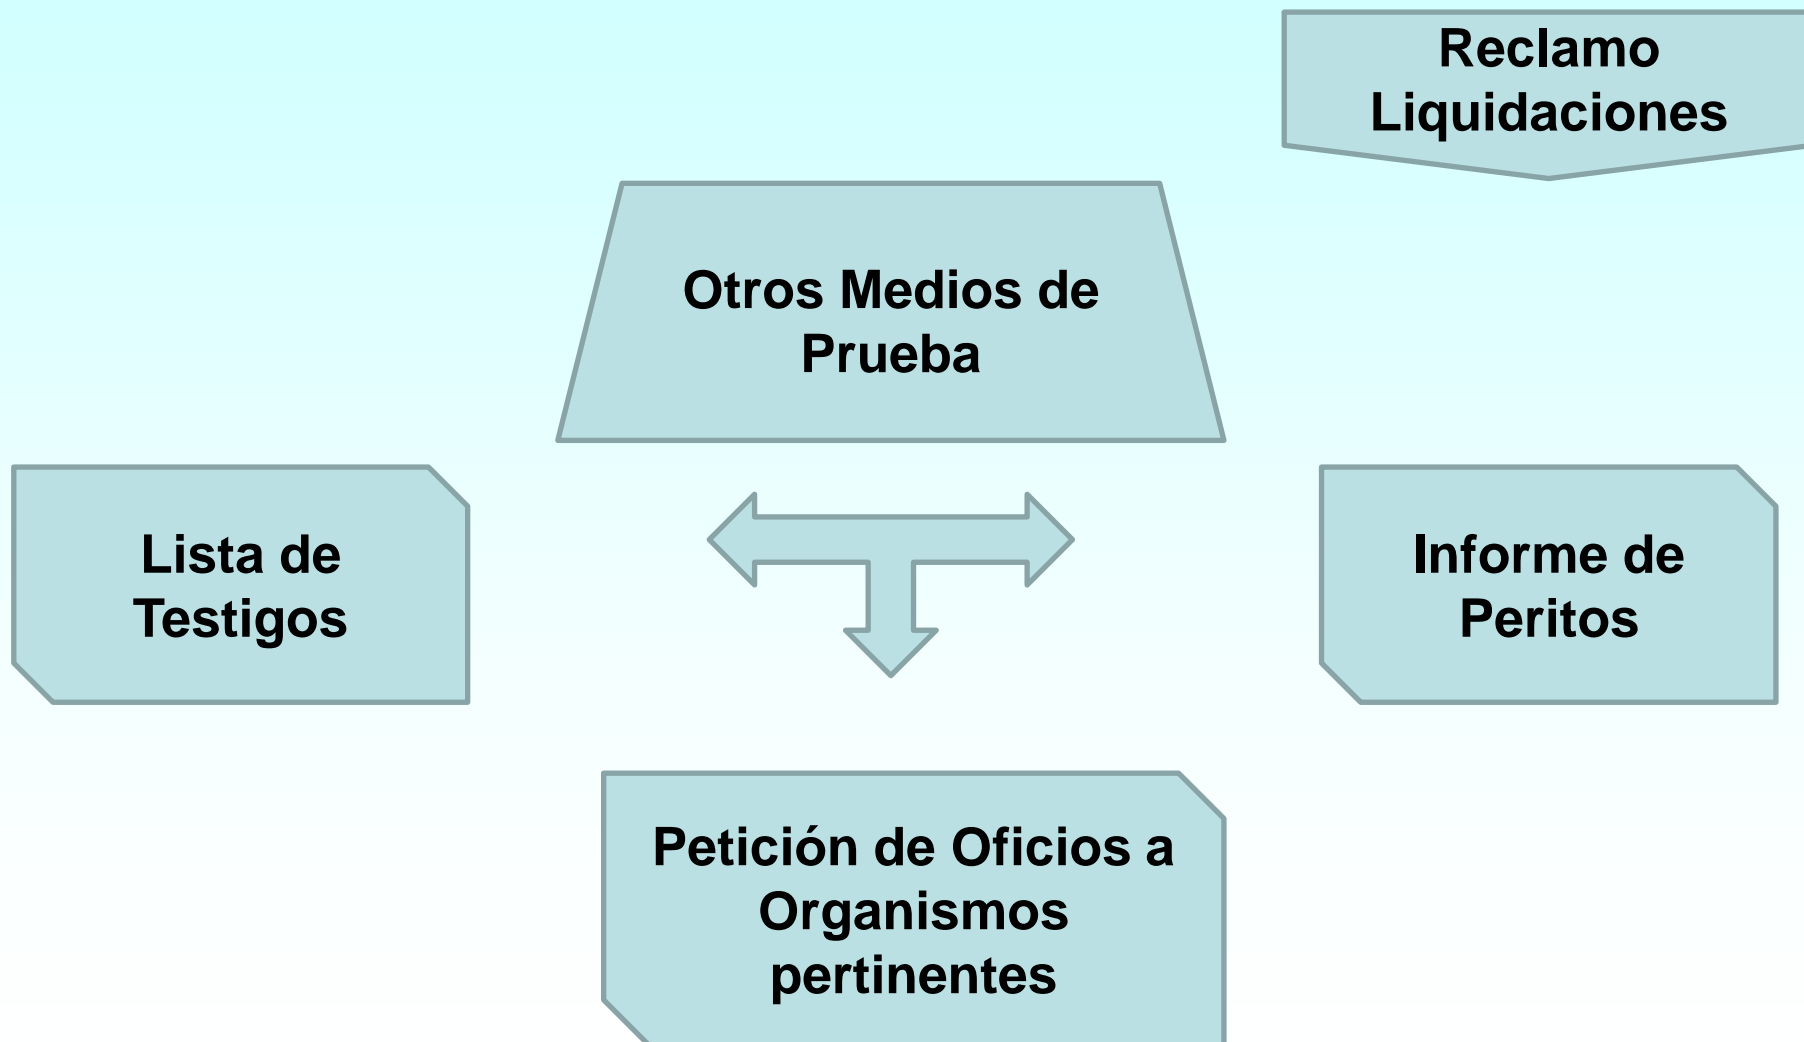 Reclamo
Liquidaciones
Otros Medios de
Prueba
Lista de
Testigos
Informe de
Peritos
Petición de Oficios a
Organismos
pertinentes